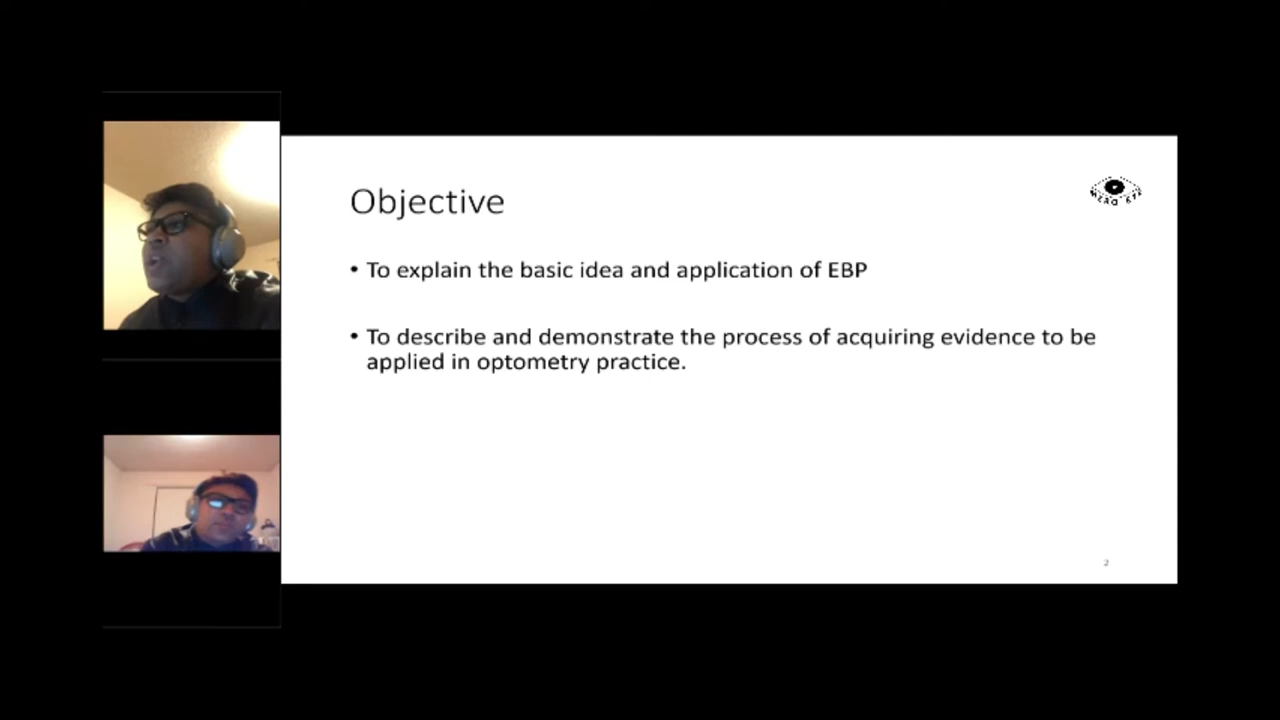 Objective
• To explain the basic idea and application of EBP
• To describe and demonstrate the process of acquiring evidence to be
applied in optometry practice.
2